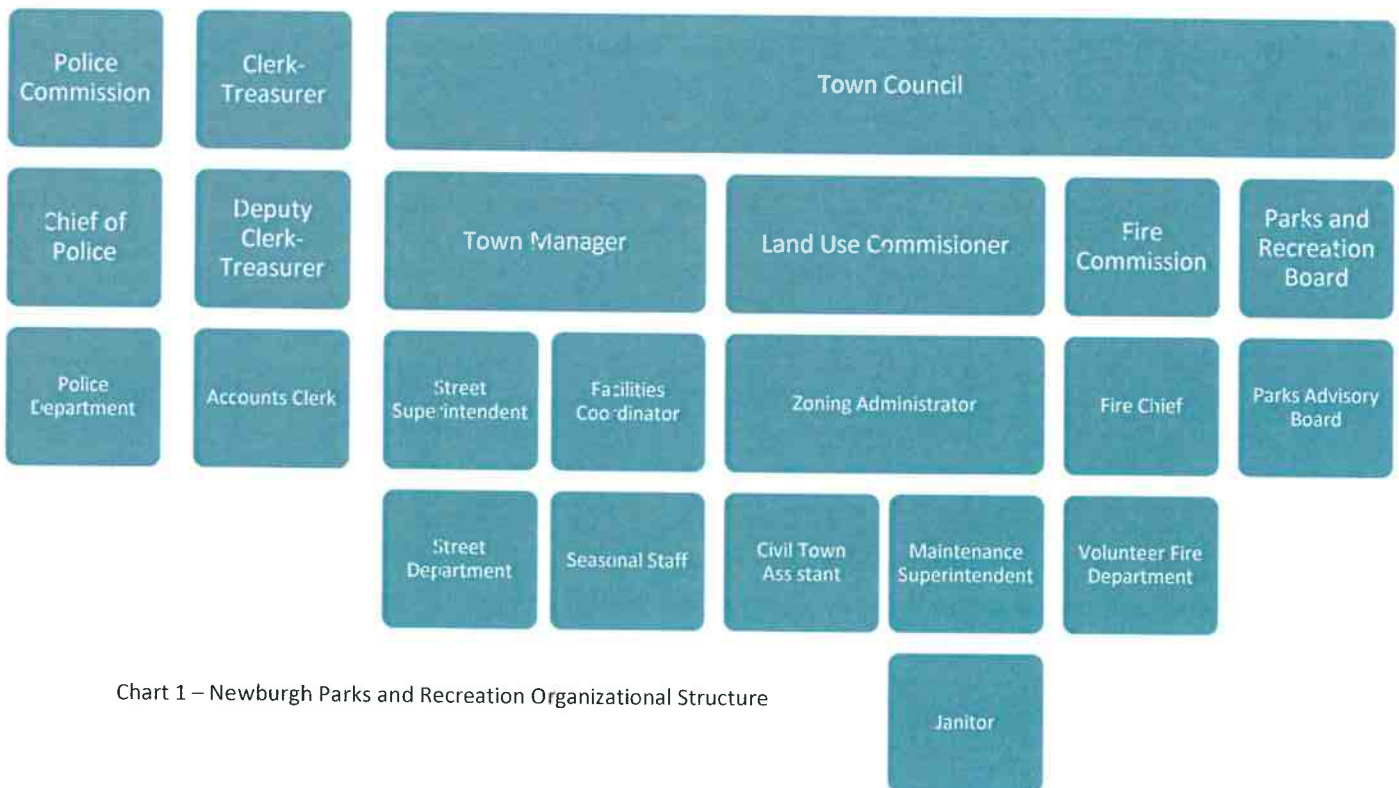 Police
Commission
Clerk-
Treasurer
Town Council
Chief of
Police
Deputy
Clerk-
Treasurer
Town Manager
Land Use Commisioner
Fire
Commission
Parks and
Recreation
Board
Police
Department
Accounts Clerk
Street
Superintendent
Facilities
Coordinator
Zoning Administrator
Fire Chief
Parks Advisory
Board
Street
Department
Seasonal Staff
Civil Town
Assistant
Maintenance
Superintendent
Volunteer Fire
Department
Janitor
Chart 1 – Newburgh Parks and Recreation Organizational Structure